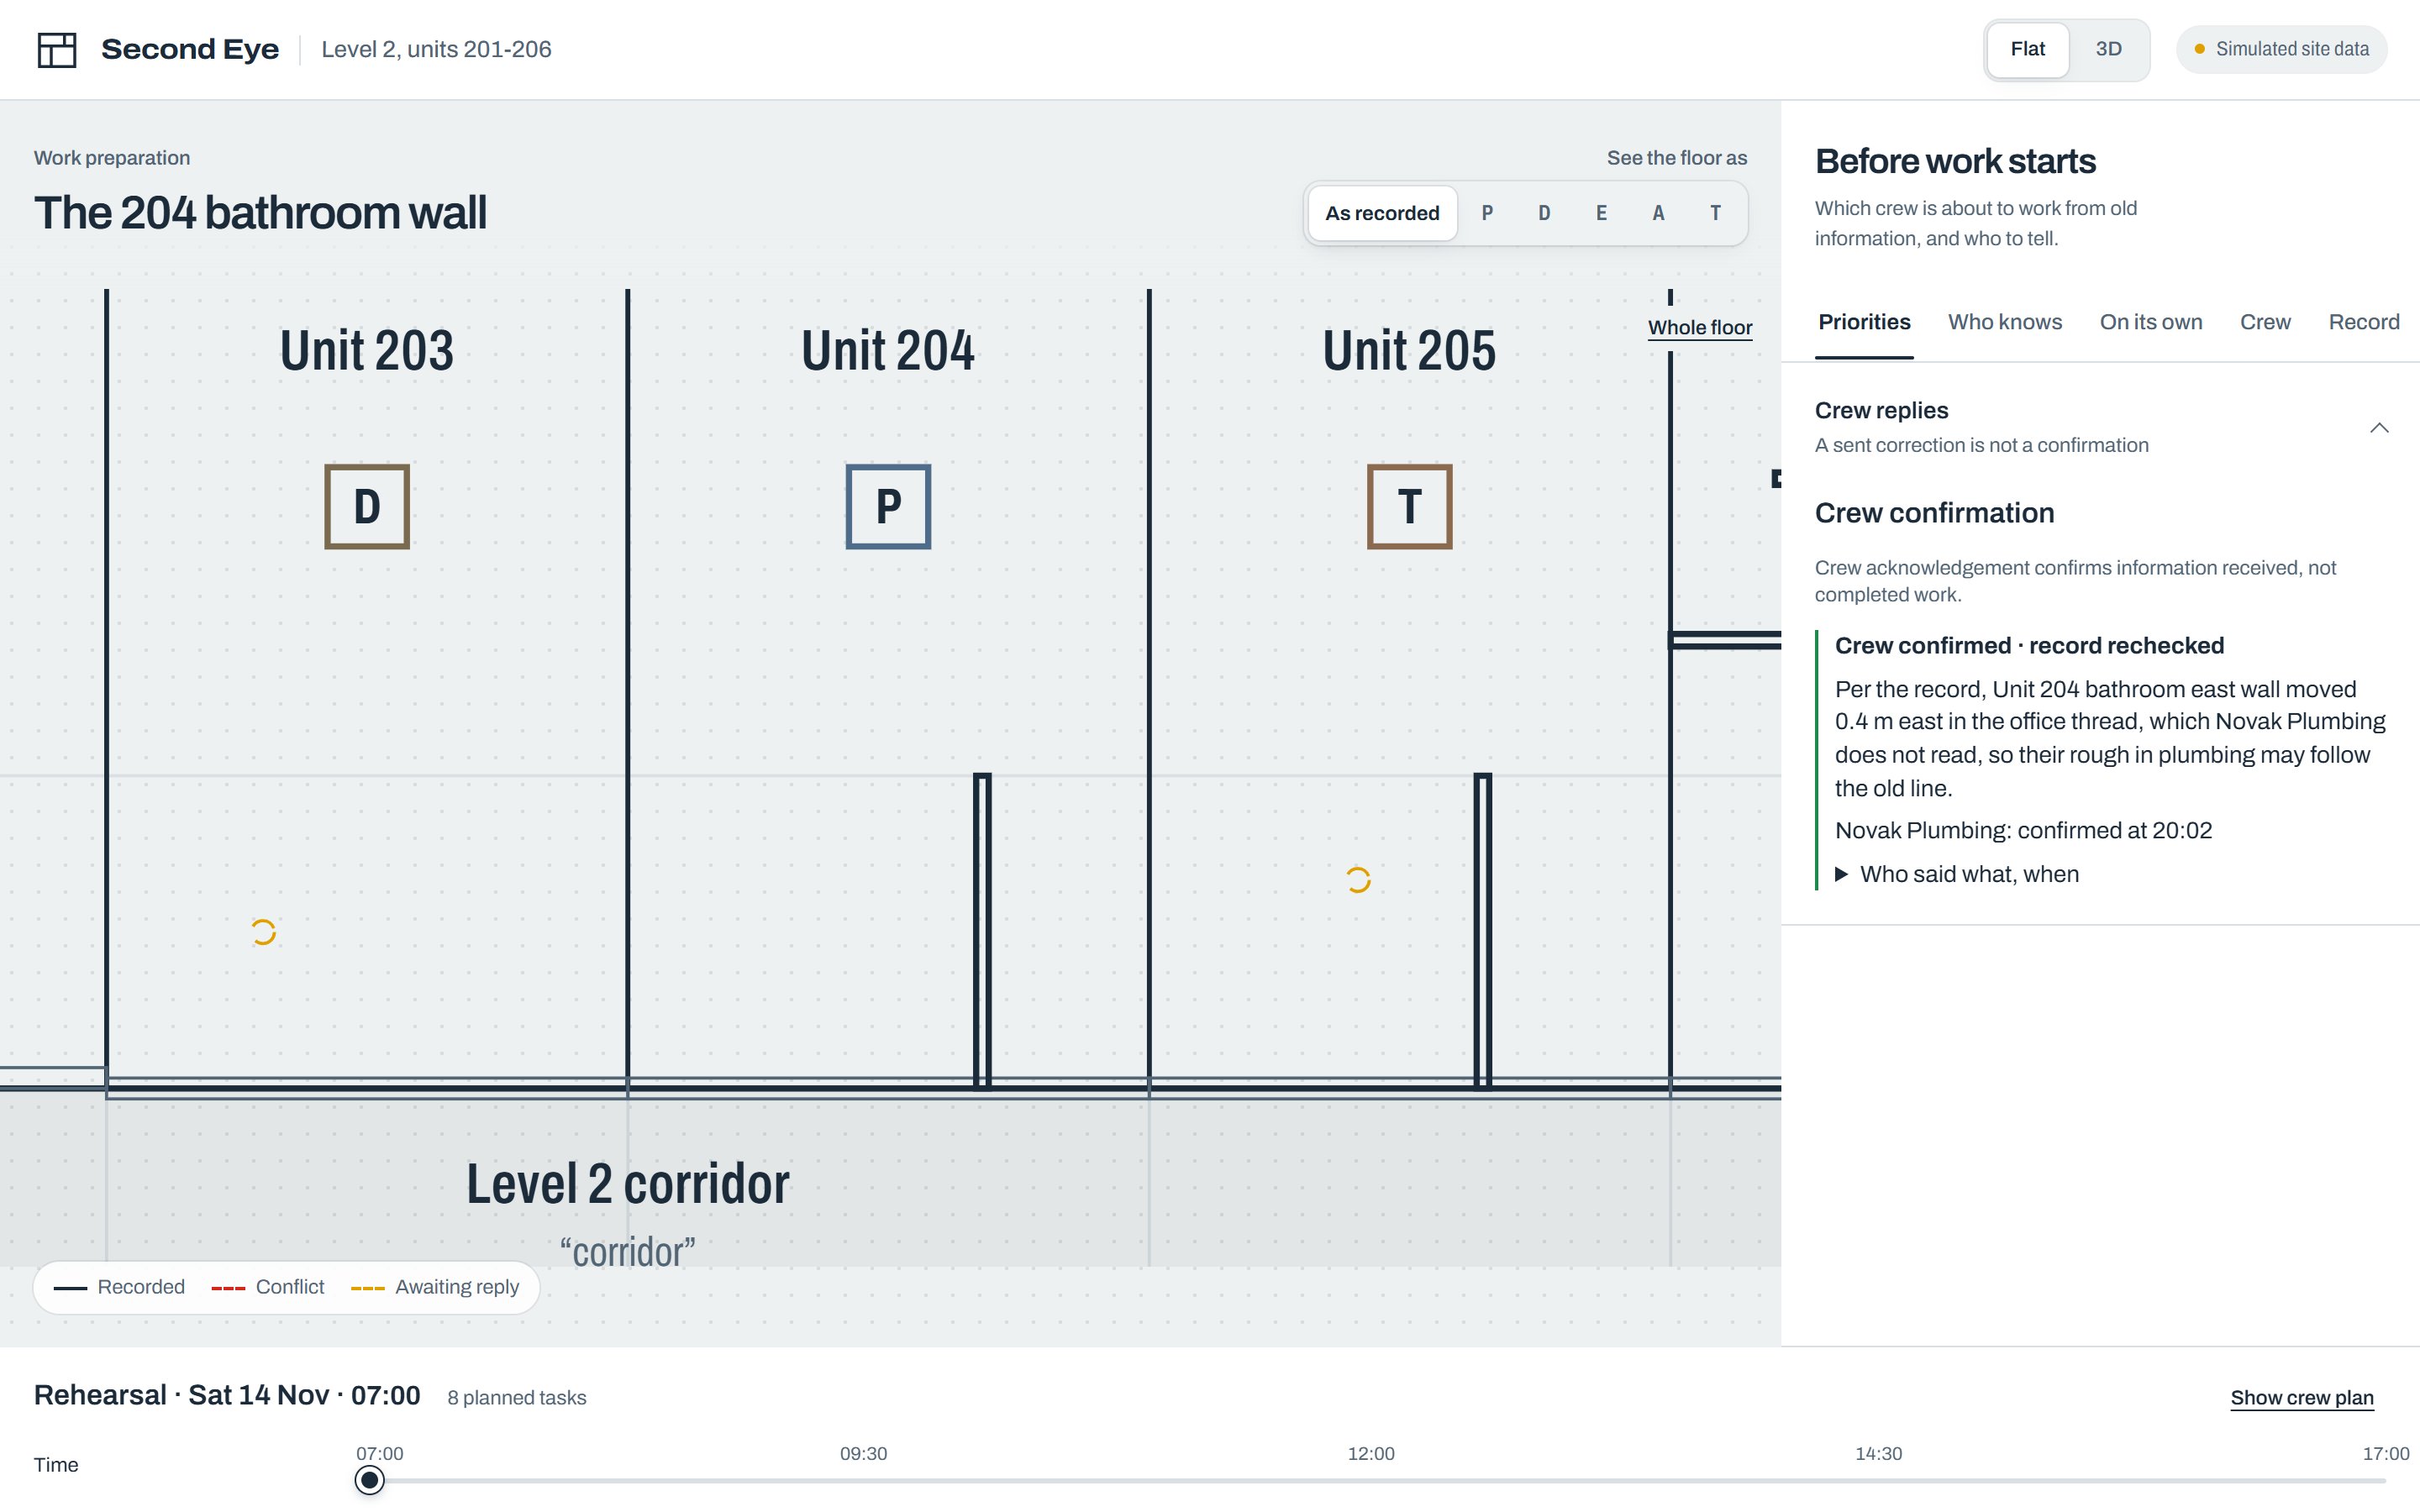 Second Eye
Level 2, units 201-206
Flat
3D
Simulated site data
Work preparation
The 204 bathroom wall
See the floor as
As recorded
P
D
E
A
T
Whole floor
Unit 203
Unit 204
Unit 205
D
P
T
Level 2 corridor
“corridor”
Recorded
Conflict
Awaiting reply
Before work starts
Which crew is about to work from old
information, and who to tell.
Priorities
Who knows
On its own
Crew
Record
Crew replies
A sent correction is not a confirmation
Crew confirmation
Crew acknowledgement confirms information received, not
completed work.
Crew confirmed · record rechecked
Per the record, Unit 204 bathroom east wall moved
0.4 m east in the office thread, which Novak Plumbing
does not read, so their rough in plumbing may follow
the old line.
Novak Plumbing: confirmed at 20:02
Who said what, when
Rehearsal · Sat 14 Nov · 07:00
8 planned tasks
Show crew plan
Time
07:00
09:30
12:00
14:30
17:00